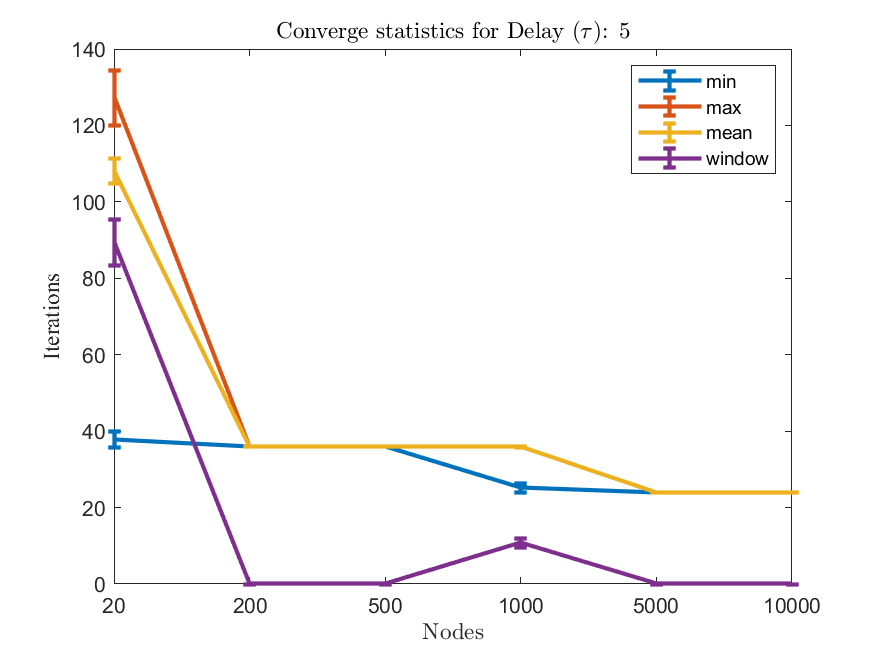 Converge statistics for Delay (τ): 5
140
120
100
80
60
40
20
0
Iterations
min
max
mean
window
20 200 500 1000 5000 10000
Nodes